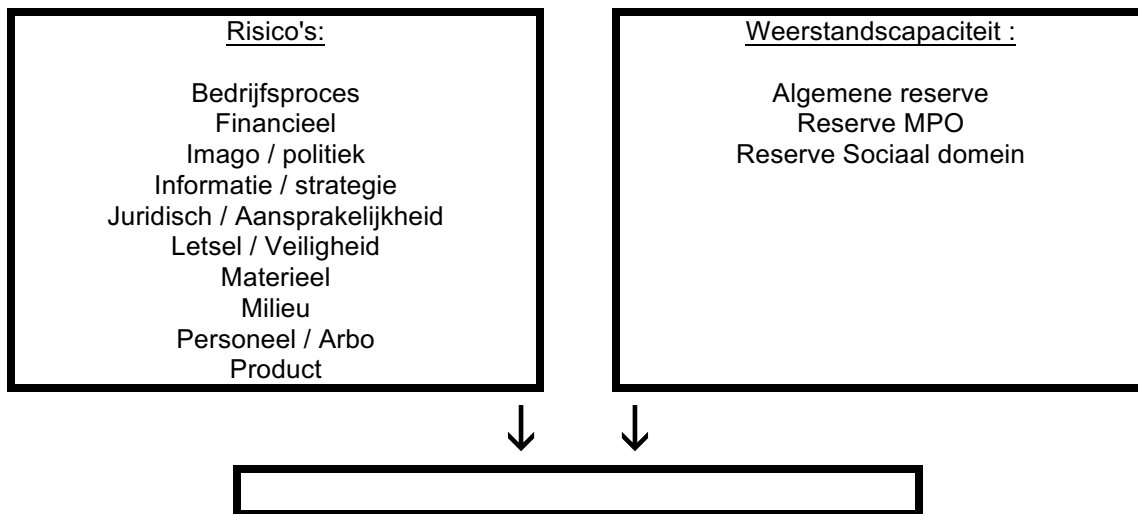 Risico's:
Bedrijfsproces
Financieel
Imago / politiek
Informatie / strategie
Juridisch / Aansprakelijkheid
Letsel / Veiligheid
Materieel
Milieu
Personeel / Arbo
Product
Weerstandscapaciteit :
Algemene reserve
Reserve MPO
Reserve Sociaal domein